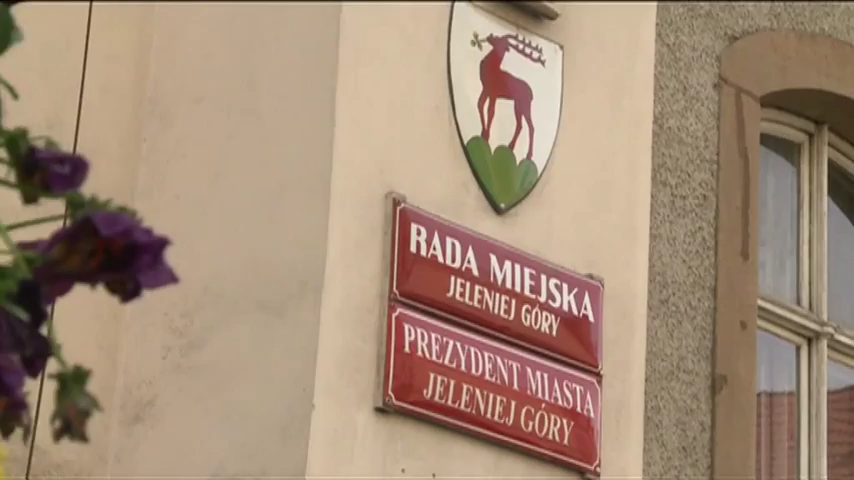 RADA MIEJSKA
JELENIEJ GÓRY
PREZYDENT MIASTA
JELENIEJ GÓRY